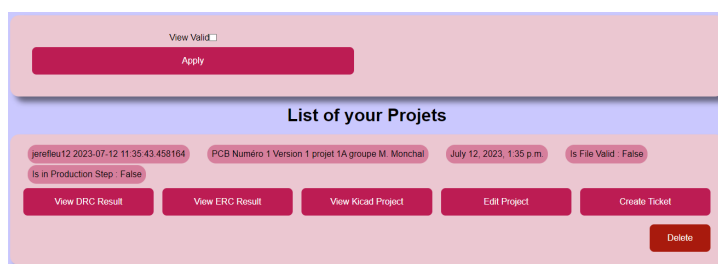 View Valid
Apply
List of your Projets
jerefleu12 2023-07-12 11:35:43.458164 PCB Numéro 1 Version 1 projet 1A groupe M. Monchal July 12, 2023, 1:35 p.m. Is File Valid : False
Is in Production Step : False
View DRC Result View ERC Result View Kicad Project Edit Project Create Ticket
Delete